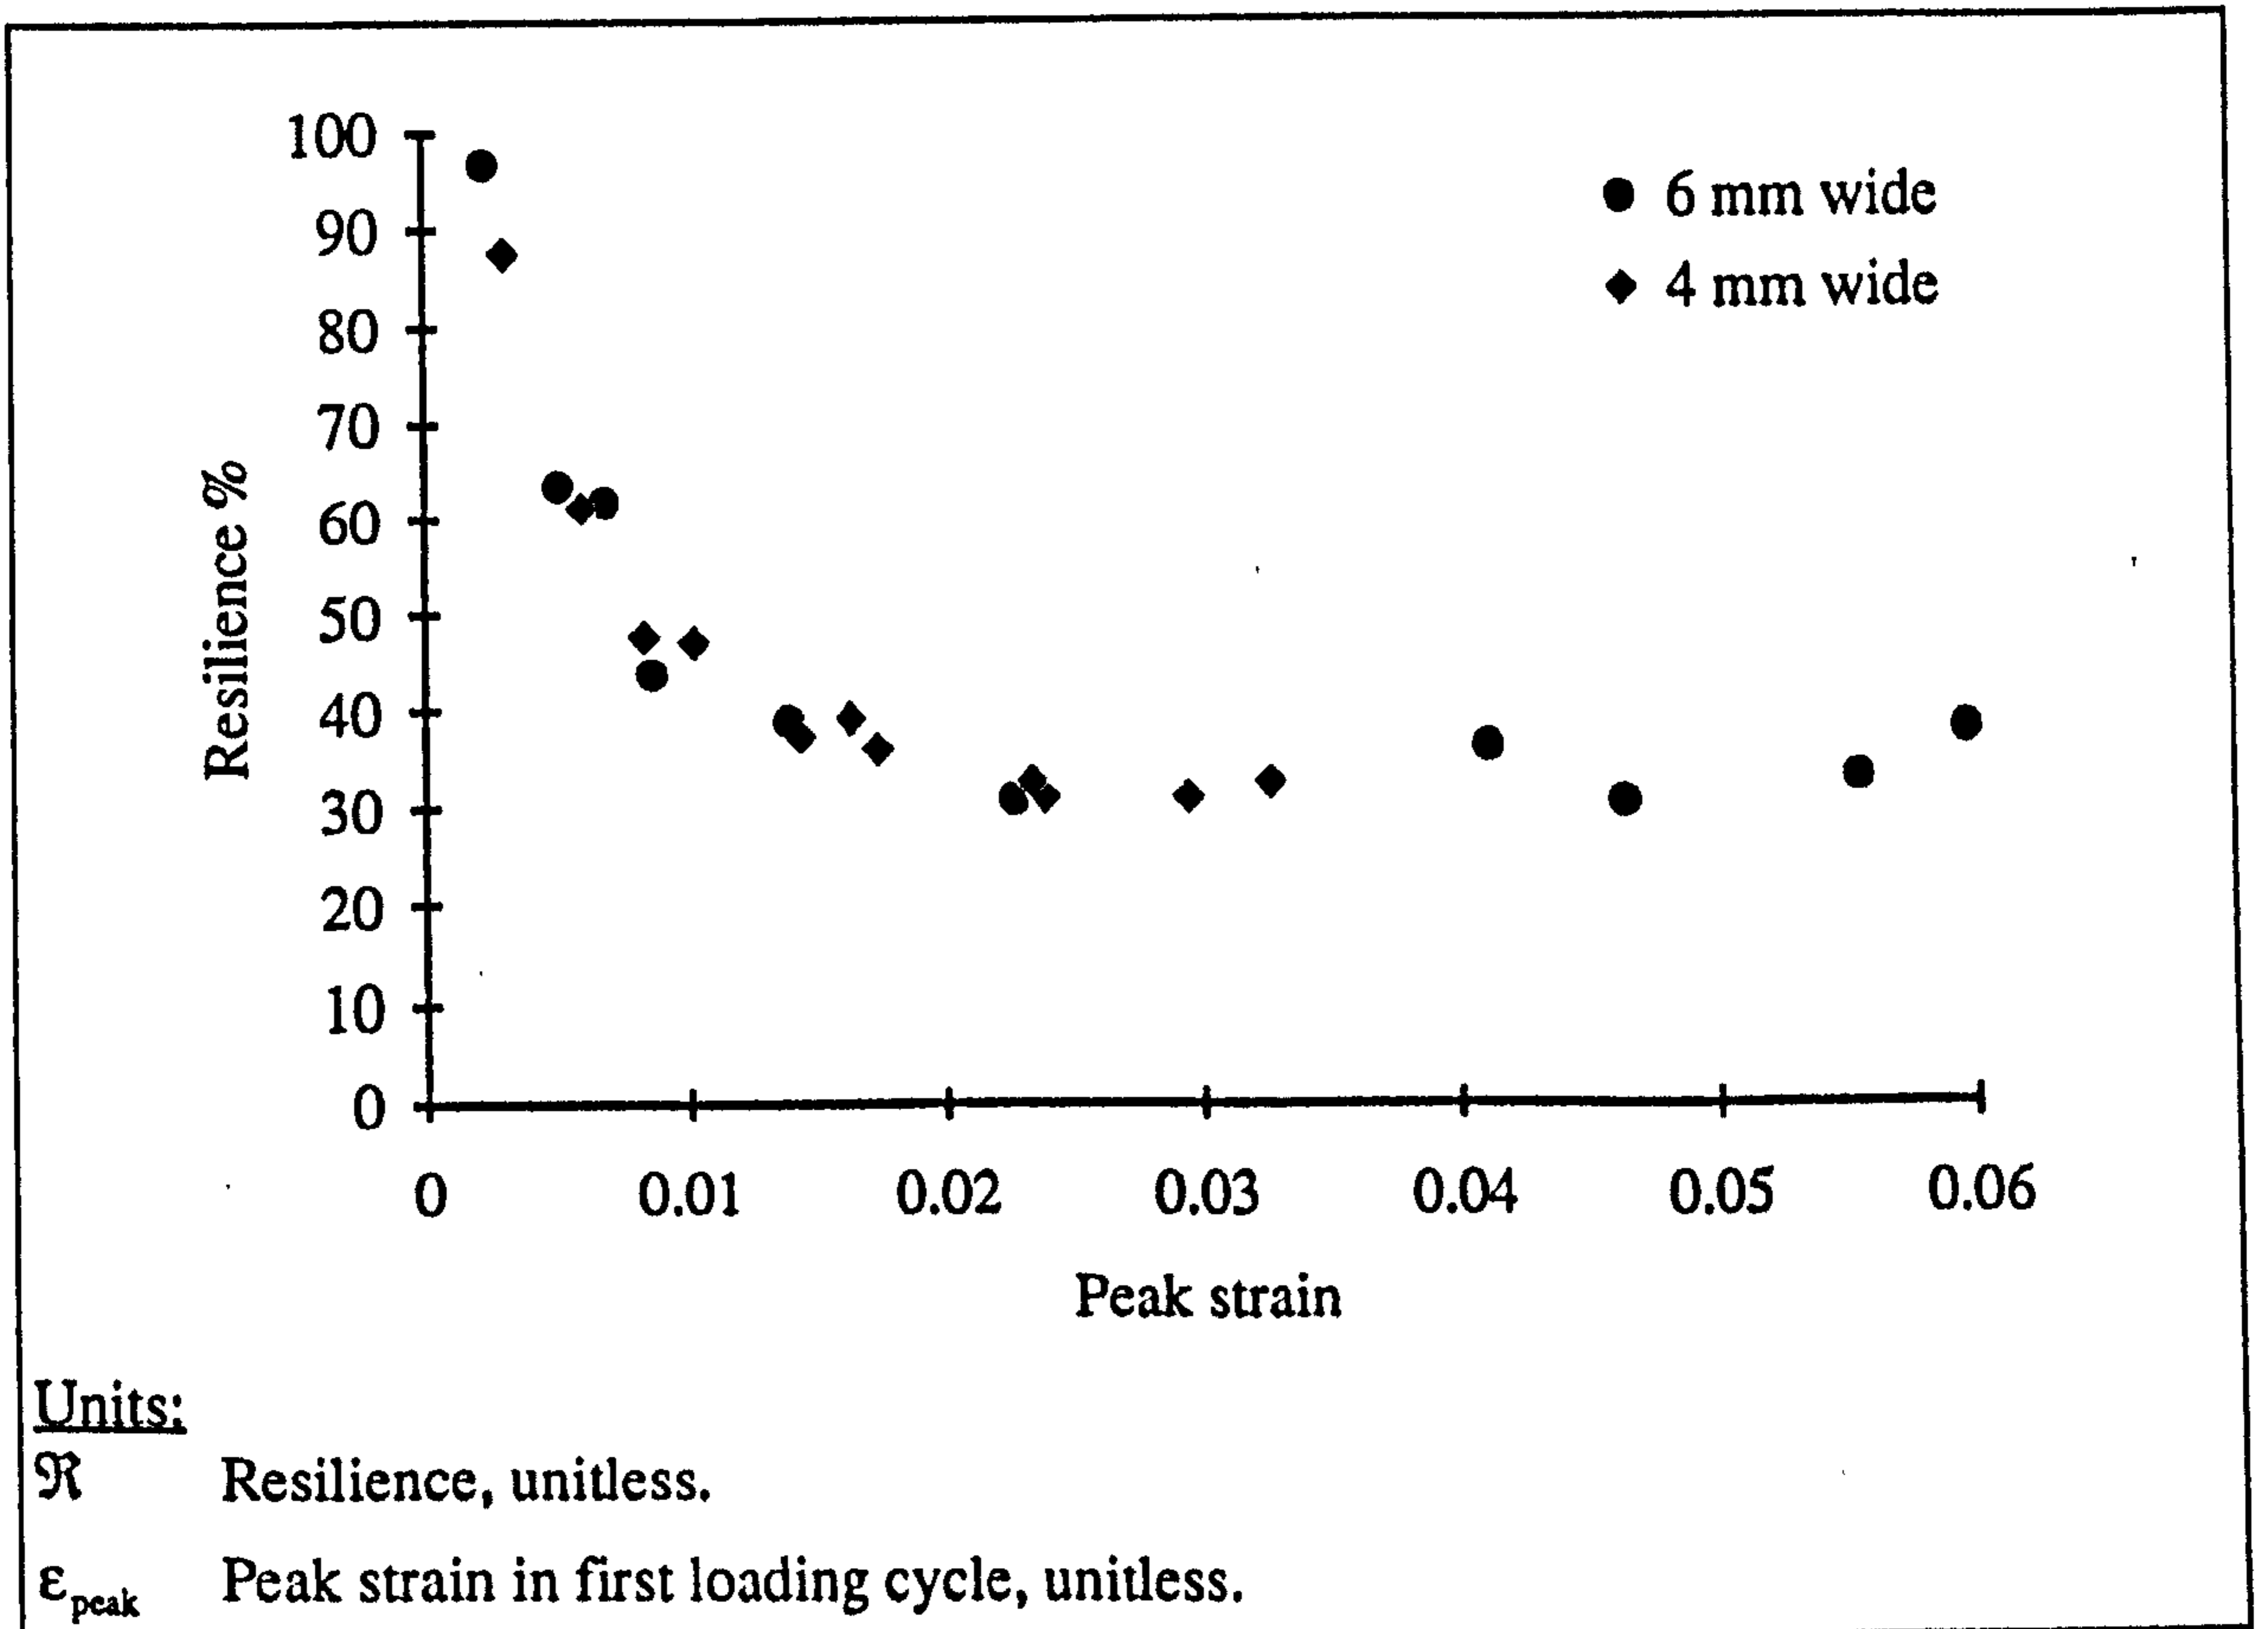 100
90
80
70
60
50
40
30
20
10
0
Resilience %
6 mm wide
4 mm wide
0 0.01 0.02 0.03 0.04 0.05 0.06
Peak strain
Units:
ℜ Resilience, unitless.
εpeak Peak strain in first loading cycle, unitless.